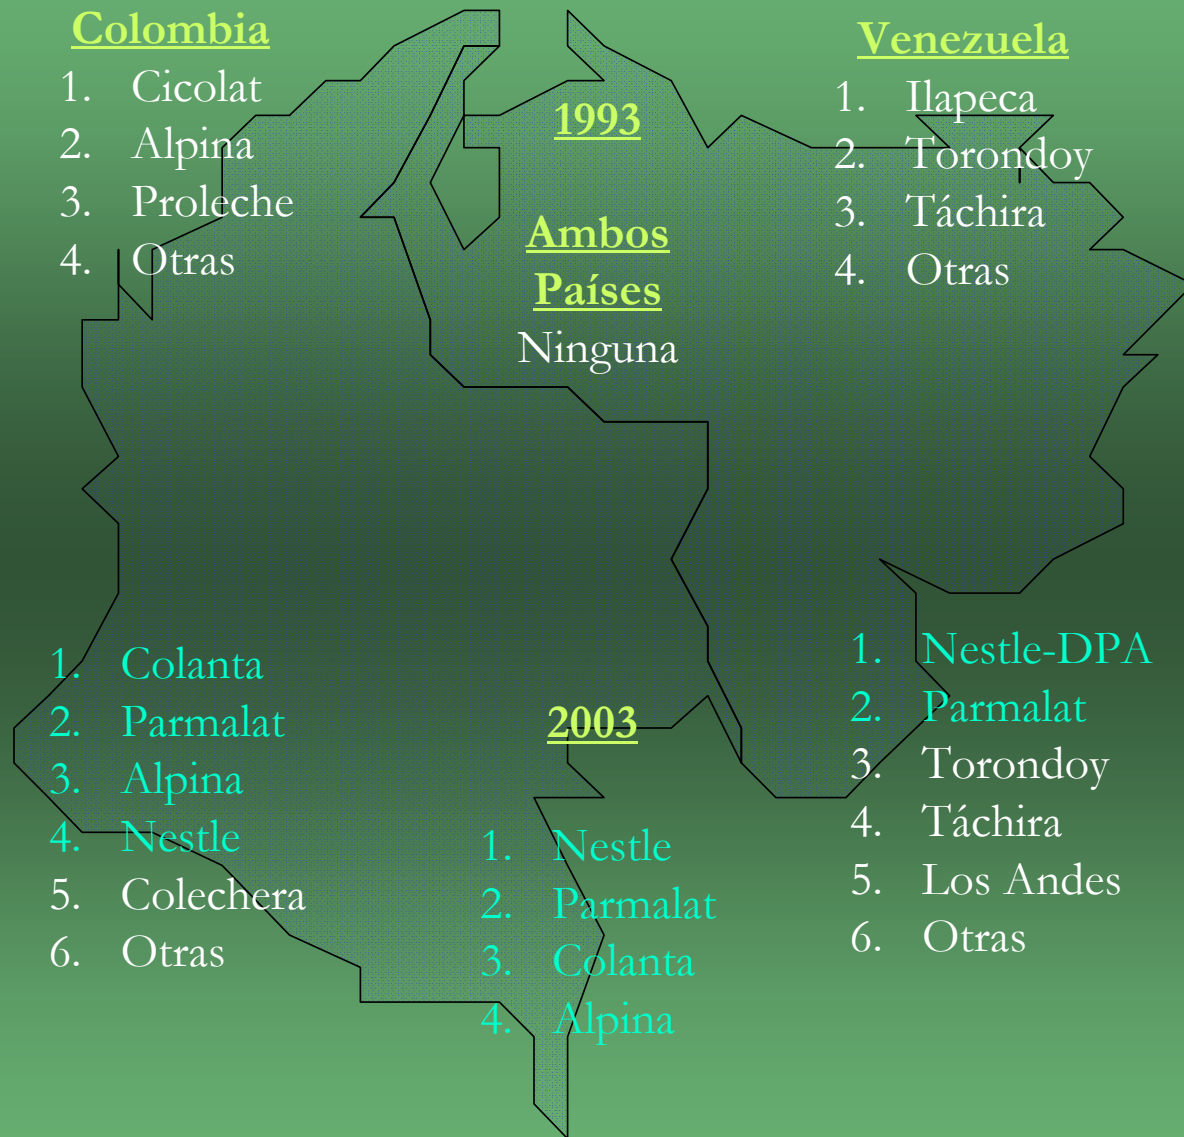 Colombia
1. Cicolat
2. Alpina
3. Proleche
4. Otras
1993
Ambos
Países
Ninguna
Venezuela
1. Ilapeca
2. Torondoy
3. Táchira
4. Otras
1. Colanta
2. Parmalat
3. Alpina
4. Nestle
5. Colechera
6. Otras
2003
1. Nestle
2. Parmalat
3. Colanta
4. Alpina
1. Nestle-DPA
2. Parmalat
3. Torondoy
4. Táchira
5. Los Andes
6. Otras